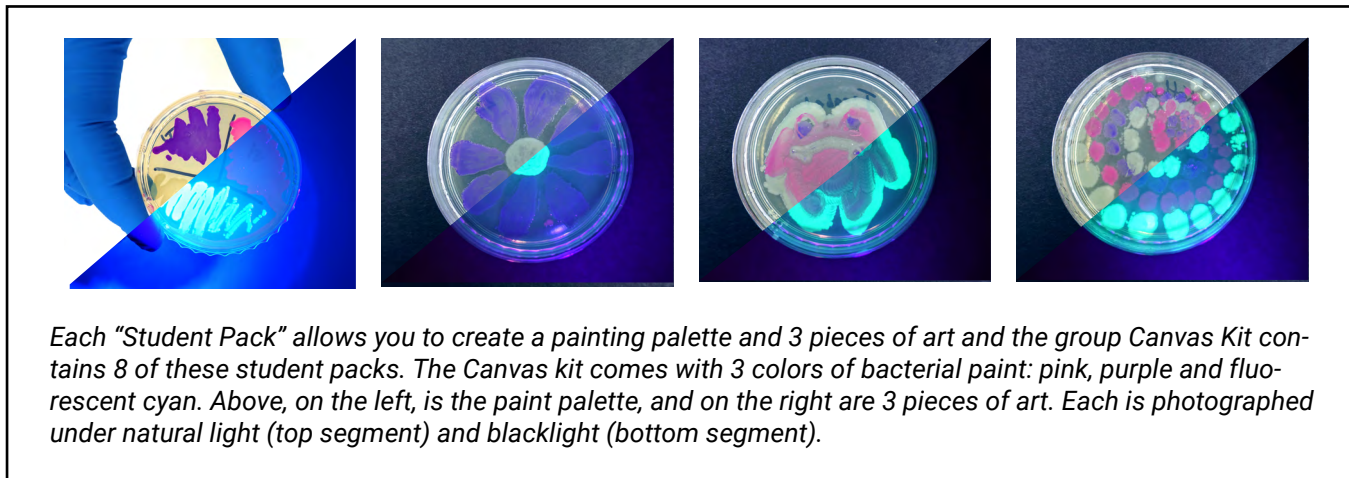 Each “Student Pack” allows you to create a painting palette and 3 pieces of art and the group Canvas Kit con-
tains 8 of these student packs. The Canvas kit comes with 3 colors of bacterial paint: pink, purple and fluo-
rescent cyan. Above, on the left, is the paint palette, and on the right are 3 pieces of art. Each is photographed
under natural light (top segment) and blacklight (bottom segment).